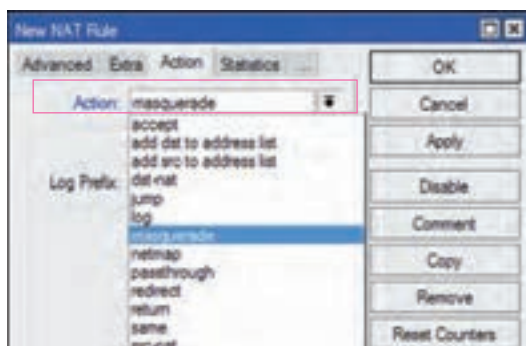 New NAT Rule
Advanced Extra Action Statistics ...
Action: masquerade
accept
add dst to address list
add src to address list
Log Prefix: dst-nat
jump
log
masquerade
netmap
passthrough
redirect
return
same
src-nat
OK
Cancel
Apply
Disable
Comment
Copy
Remove
Reset Counters